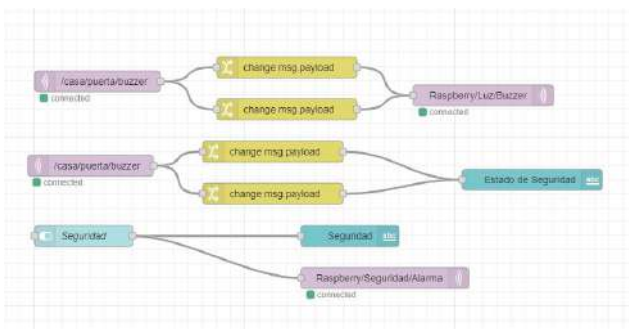 change msg.payload
/casa/puerta/buzzer
connected
change msg.payload
Raspberry/Luz/Buzzer
connected
change msg.payload
/casa/puerta/buzzer
connected
change msg.payload
Estado de Seguridad abc
Seguridad
Seguridad abc
Raspberry/Seguridad/Alarma
connected